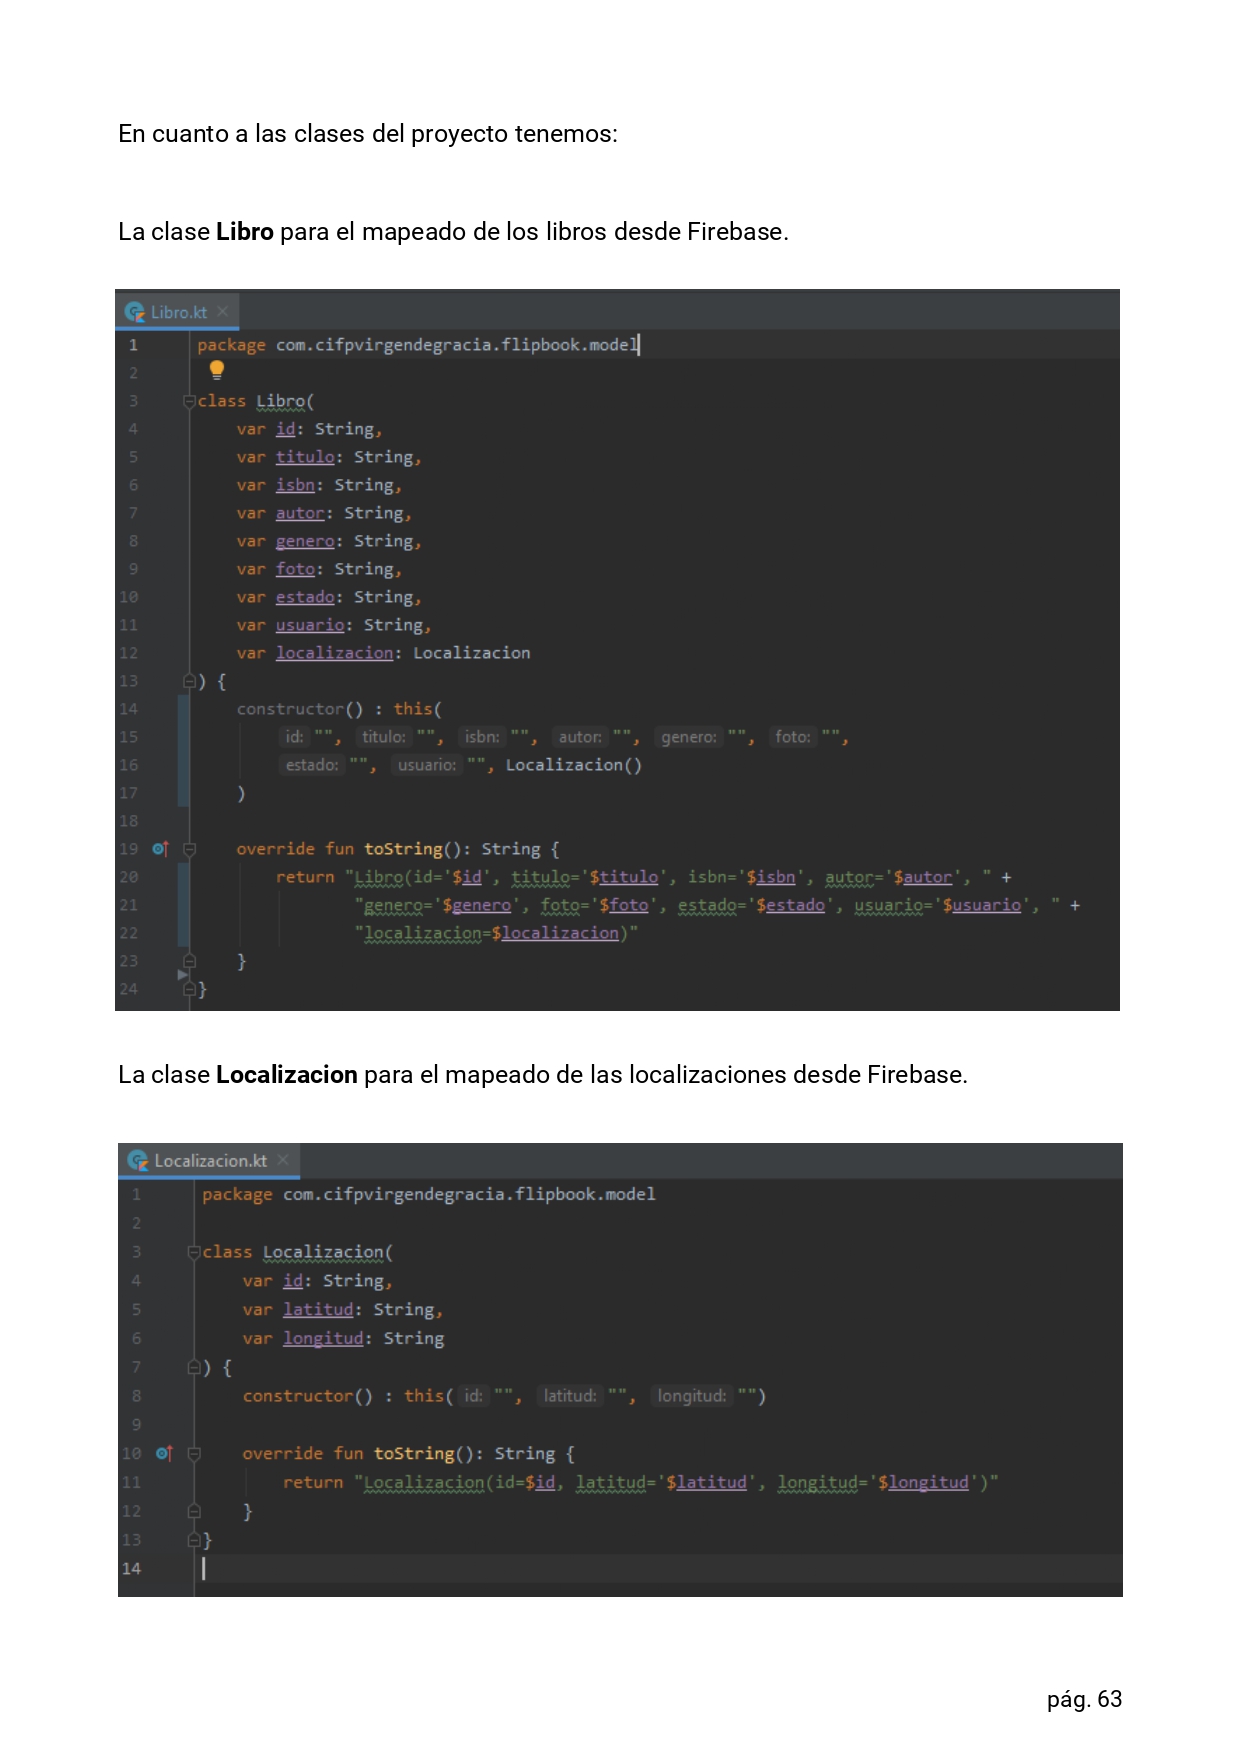 En cuanto a las clases del proyecto tenemos:
La clase Libro para el mapeado de los libros desde Firebase.
Libro.kt
1 package com.cifpvirgendegracia.flipbook.model
2
3 class Libro(
4 var id: String,
5 var titulo: String,
6 var isbn: String,
7 var autor: String,
8 var genero: String,
9 var foto: String,
10 var estado: String,
11 var usuario: String,
12 var localizacion: Localizacion
13 ) {
14 constructor() : this(
15 id: "", titulo: "", isbn: "", autor: "", genero: "", foto: "",
16 estado: "", usuario: "", Localizacion()
17 )
18
19 override fun toString(): String {
20 return "Libro(id='$id', titulo='$titulo', isbn='$isbn', autor='$autor', " +
21 "genero='$genero', foto='$foto', estado='$estado', usuario='$usuario', " +
22 "localizacion=$localizacion)"
23 }
24 }
La clase Localizacion para el mapeado de las localizaciones desde Firebase.
Localizacion.kt
1 package com.cifpvirgendegracia.flipbook.model
2
3 class Localizacion(
4 var id: String,
5 var latitud: String,
6 var longitud: String
7 ) {
8 constructor() : this( id: "", latitud: "", longitud: "")
9
10 override fun toString(): String {
11 return "Localizacion(id=$id, latitud='$latitud', longitud='$longitud')"
12 }
13 }
14
pág. 63